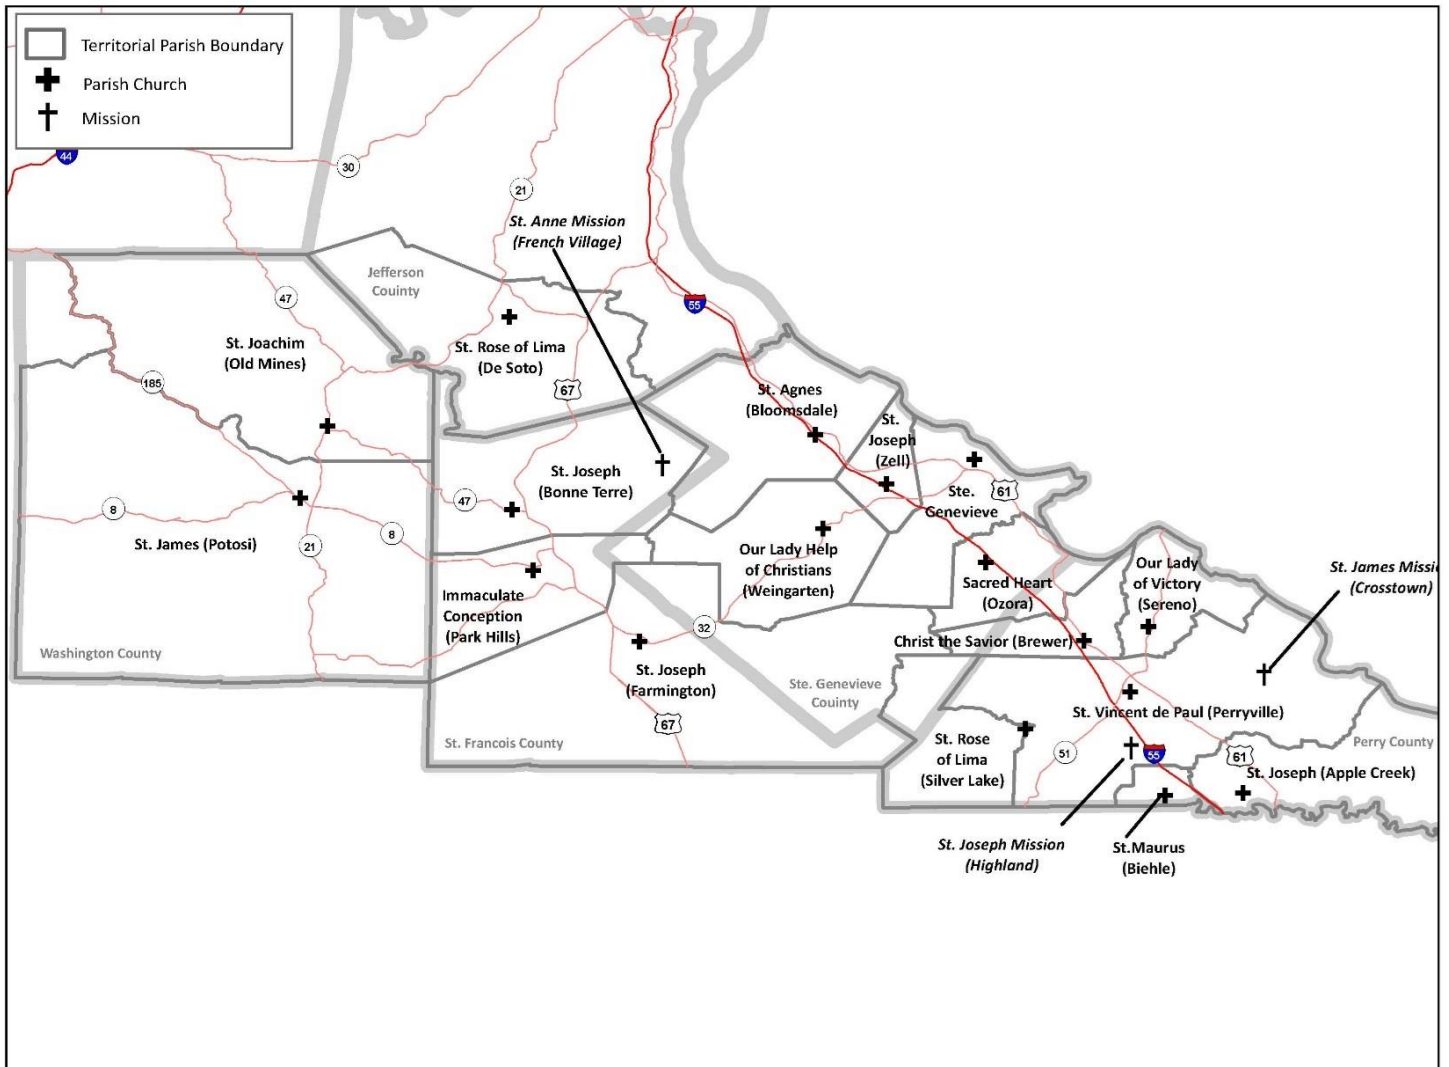 Territorial Parish Boundary
Parish Church
Mission
44
30
21
St. Anne Mission
(French Village)
Jefferson
Couinty
47
55
St. Joachim
(Old Mines)
St. Rose of Lima
(De Soto)
185
67
St. Agnes
(Bloomsdale)
St.
Joseph
(Zell)
St. Joseph
(Bonne Terre)
47
61
Ste.
Genevieve
8
8
St. James (Potosi)
21
Our Lady Help
of Christians
(Weingarten)
Sacred Heart
(Ozora)
Our Lady
of Victory
(Sereno)
St. James Missi
(Crosstown)
Immaculate
Conception
(Park Hills)
32
Christ the Savior (Brewer)
Washington County
St. Joseph
(Farmington)
Ste. Genevieve
Couinty
St. Vincent de Paul (Perryville)
67
St. Francois County
St. Rose
of Lima
(Silver Lake)
51
55
61
Perry County
St. Joseph (Apple Creek)
St. Joseph Mission
(Highland)
St.Maurus
(Biehle)